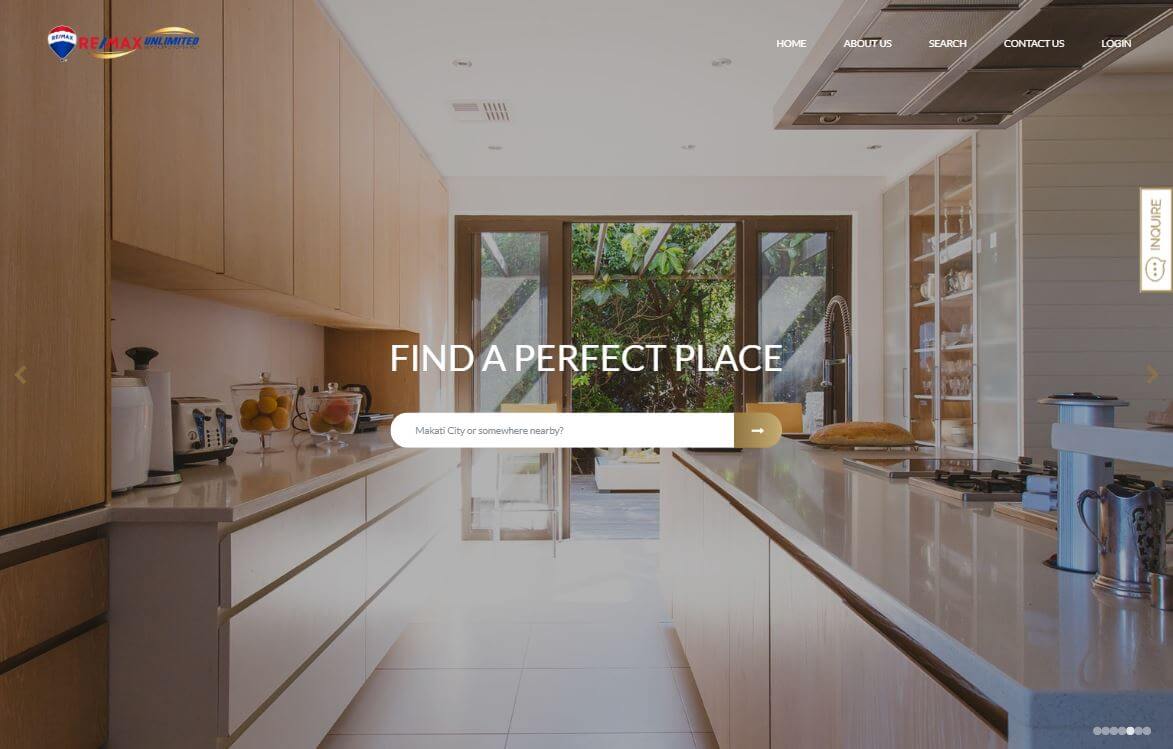 RE/MAX
RE/MAX UNLIMITED
HOME
ABOUT US
SEARCH
CONTACT US
LOGIN
INQUIRE
FIND A PERFECT PLACE
Makati City or somewhere nearby?